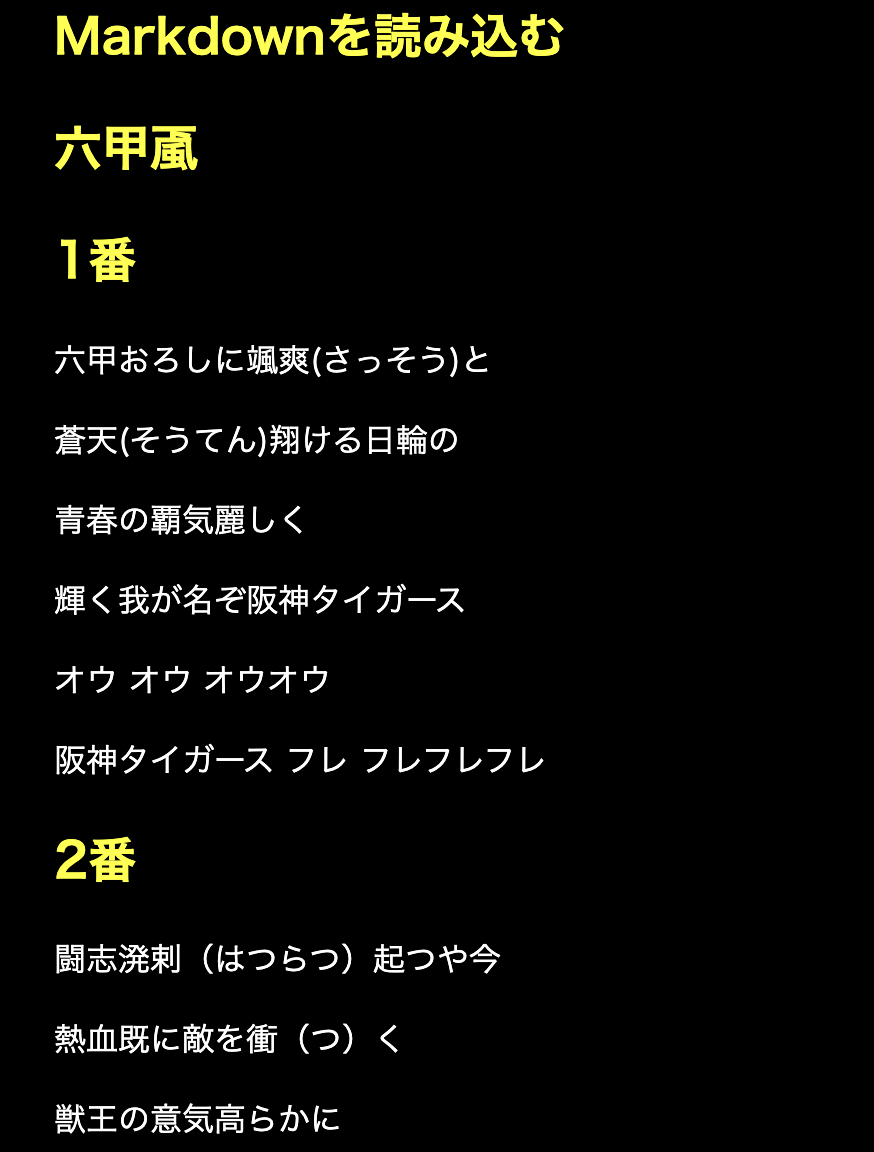 Markdownを読み込む
六甲颪
1番
六甲おろしに颯爽(さっそう)と
蒼天(そうてん)翔ける日輪の
青春の覇気麗しく
輝く我が名ぞ阪神タイガース
オウ オウ オウオウ
阪神タイガース フレ フレフレフレ
2番
闘志溌剌（はつらつ）起つや今
熱血既に敵を衝（つ）く
獣王の意気高らかに